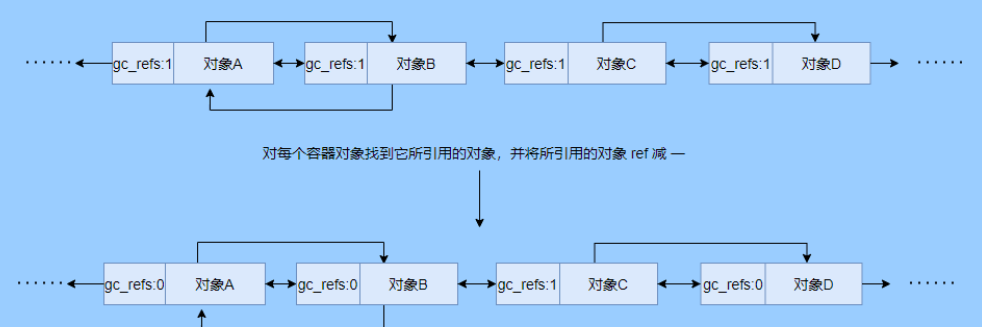 ······ gc_refs:1 对象A gc_refs:1 对象B gc_refs:1 对象C gc_refs:1 对象D ······
对每个容器对象找到它所引用的对象，并将所引用的对象 ref 减 一
······ gc_refs:0 对象A gc_refs:0 对象B gc_refs:1 对象C gc_refs:0 对象D ······